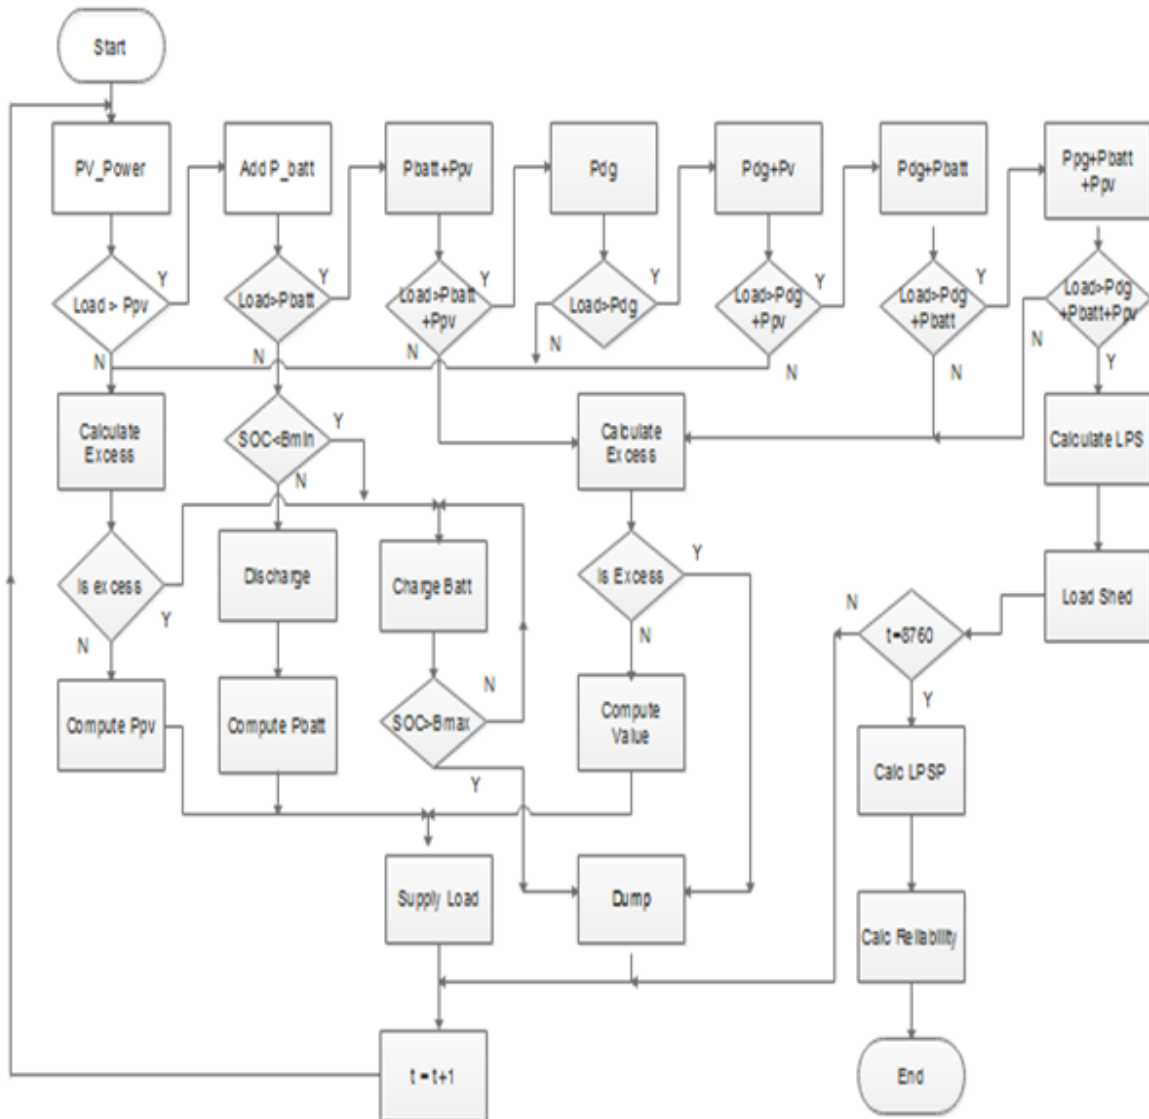 Start
PV_Power
Add P_batt
Pbatt+Ppv
Pdg
Pdg+Pv
Pdg+Pbatt
Ppg+Pbatt
+Ppv
Y
Y
Y
Y
Y
Y
Load > Ppv
Load>Pbatt
Load>Pbatt
+Ppv
Load>Pdg
Load>Pdg
+Ppv
Load>Pdg
+Pbatt
Load>Pdg
+Pbatt+Ppv
N
N
N
N
N
N
N
Y
Calculate
Excess
SOC<Bmin
Y
N
Calculate
Excess
Calculate LPS
Is excess
Y
N
Discharge
Charge Batt
Is Excess
Y
N
Load Shed
N
t=8760
Y
Compute Ppv
Compute Pbatt
SOC>Bmax
N
Y
Compute
Value
Calc LPSP
Supply Load
Dump
Calc Reliability
t = t+1
End